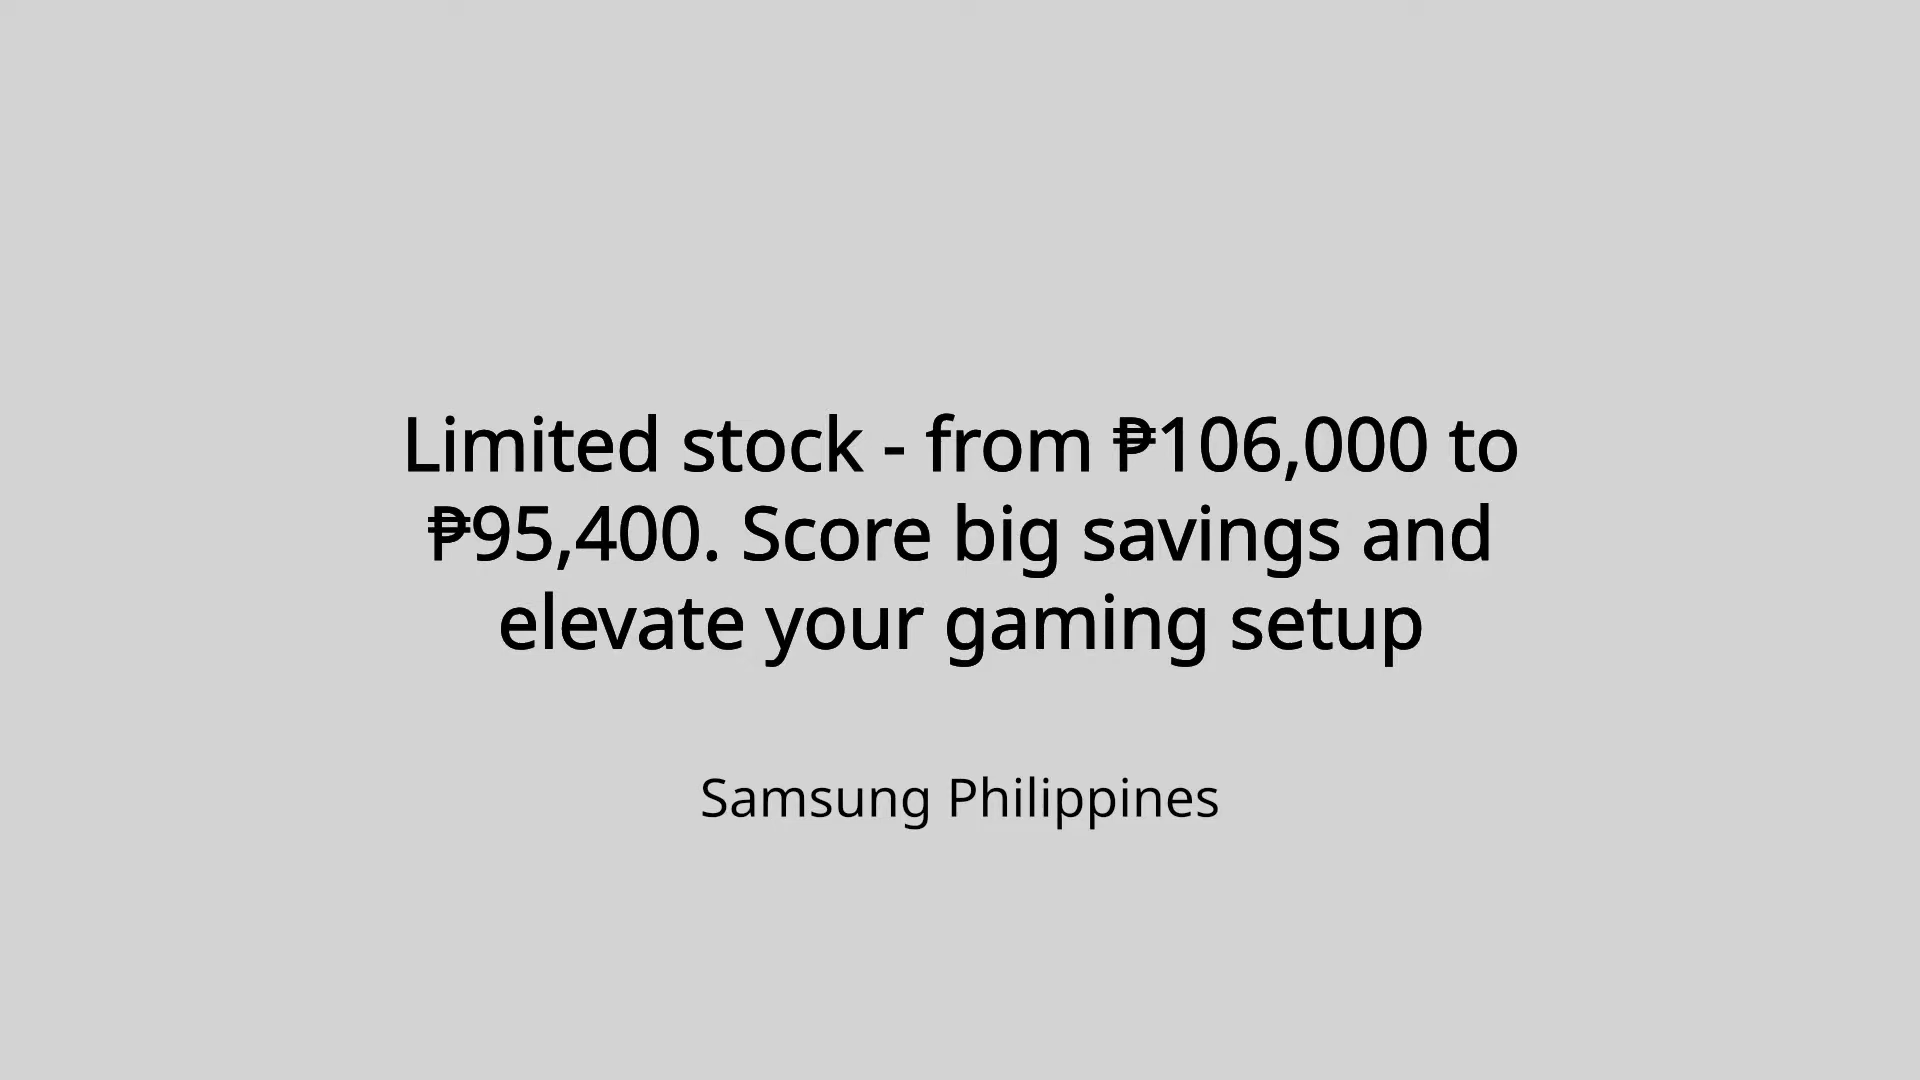 Limited stock - from ₱106,000 to
₱95,400. Score big savings and
elevate your gaming setup
Samsung Philippines